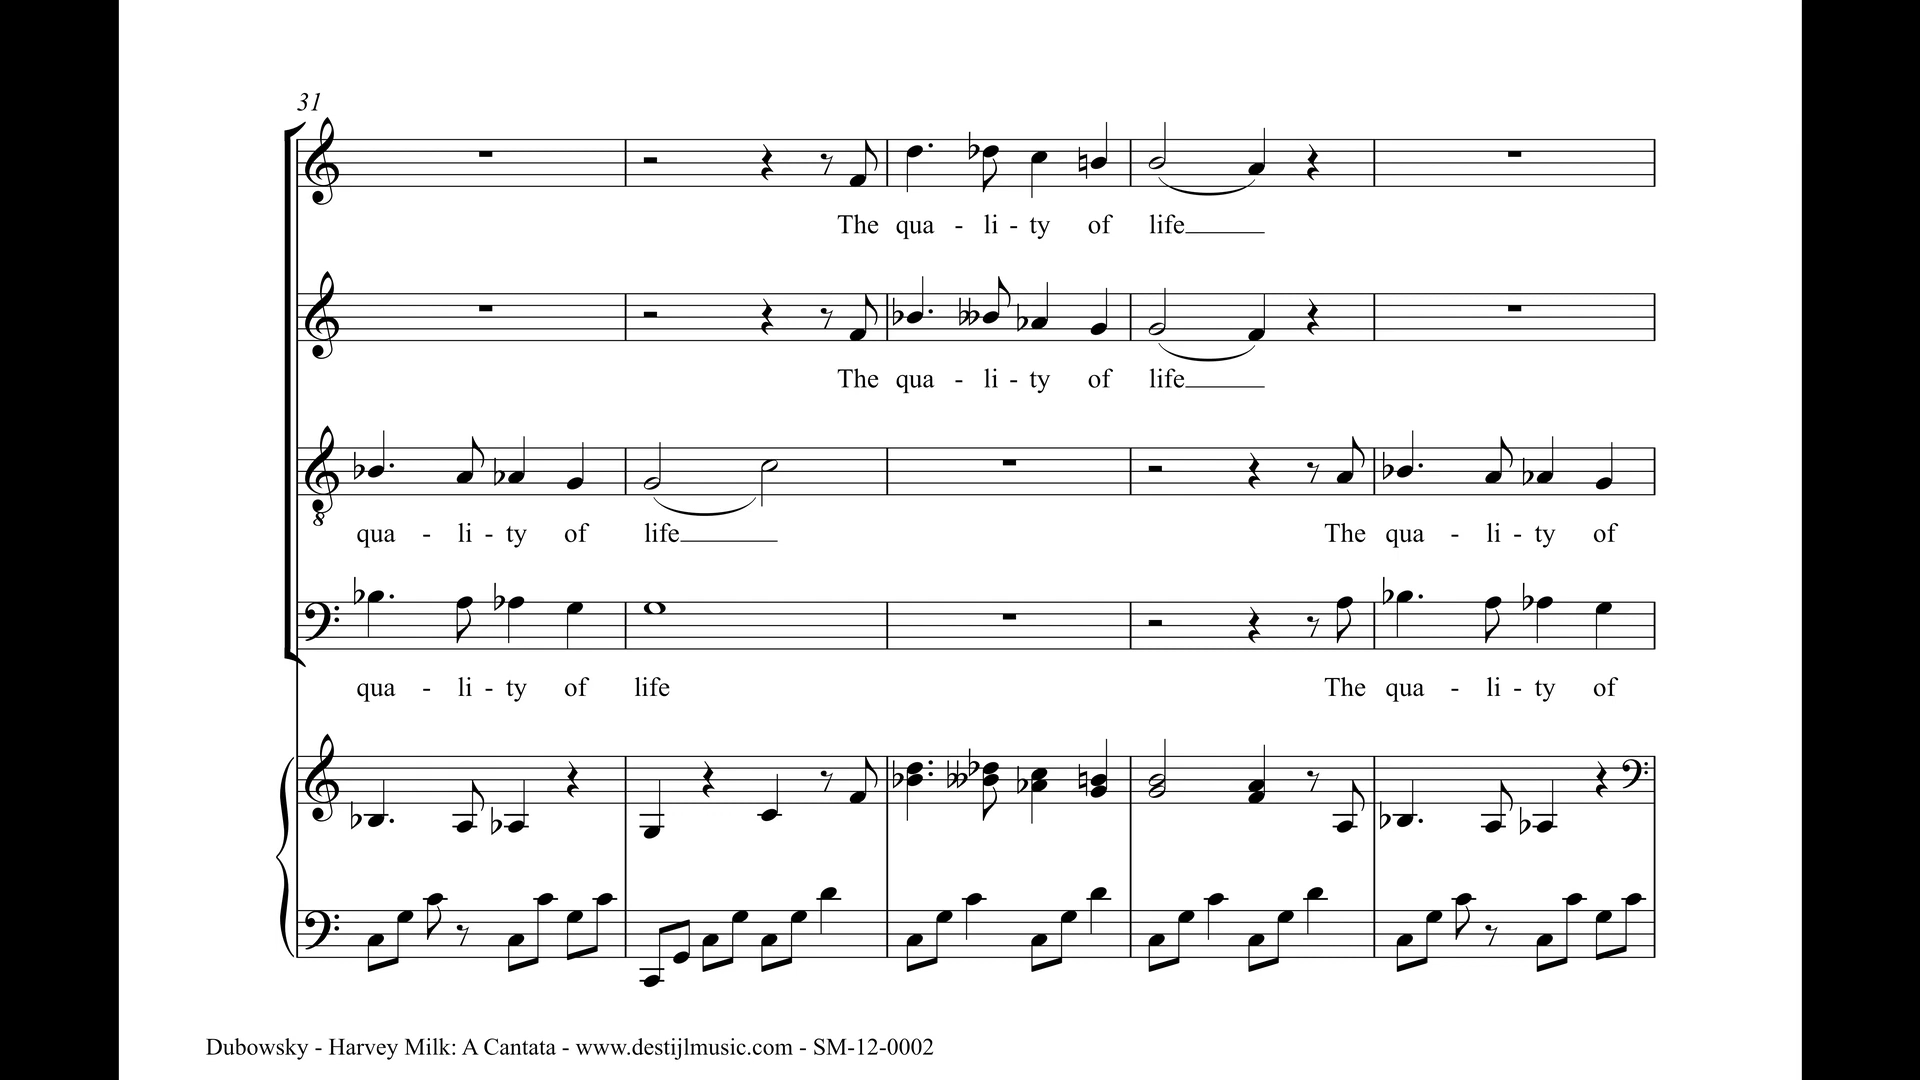 31
The qua - li - ty of life
The qua - li - ty of life
qua - li - ty of life The qua - li - ty of
qua - li - ty of life The qua - li - ty of
Dubowsky - Harvey Milk: A Cantata - www.destijlmusic.com - SM-12-0002